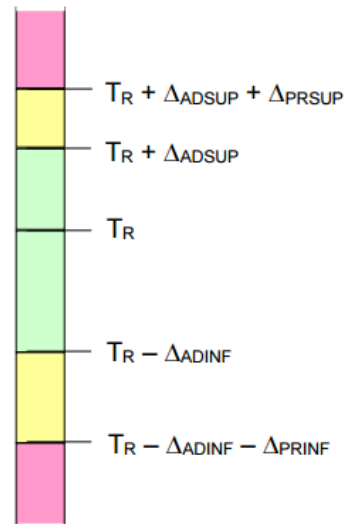 TR + ΔADSUP + ΔPRSUP
TR + ΔADSUP
TR
TR − ΔADINF
TR − ΔADINF − ΔPRINF